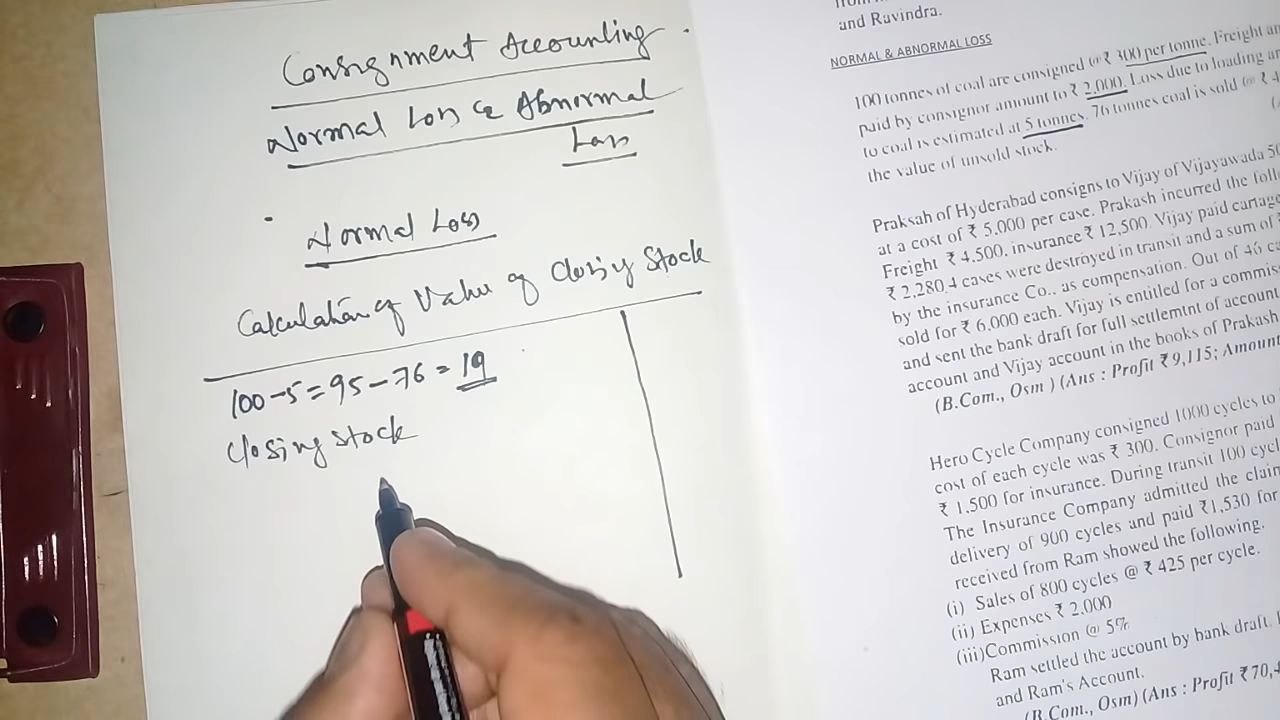 Consignment Accounting
Normal Loss & Abnormal
Loss
Normal Loss
Calculation of Value of Closing Stock
100-5=95-76=19
Closing stock
and Ravindra.
NORMAL & ABNORMAL LOSS
100 tonnes of coal are consigned @ ₹ 300 per tonne. Freight
paid by consignor amount to ₹ 2,000. Loss due to loading
to coal is estimated at 5 tonnes. 76 tonnes coal is sold @ ₹
the value of unsold stock.
Praksah of Hyderabad consigns to Vijay of Vijayawada
at a cost of ₹ 5,000 per case. Prakash incurred the
Freight ₹ 4,500, insurance ₹ 12,500. Vijay paid cartage
₹ 2,280.4 cases were destroyed in transit and a sum of
by the insurance Co., as compensation. Out of 46
sold for ₹ 6,000 each. Vijay is entitled for a
and sent the bank draft for full settlemtnt of account
account and Vijay account in the books of Prakash
(B.Com., Osm ) (Ans : Profit ₹ 9,115; Amount
Hero Cycle Company consigned 1000 cycles to
cost of each cycle was ₹ 300. Consignor paid
₹ 1,500 for insurance. During transit 100
The Insurance Company admitted the
delivery of 900 cycles and paid ₹1,530 for
received from Ram showed the following.
(i) Sales of 800 cycles @ ₹ 425 per cycle.
(ii) Expenses ₹ 2,000
(iii)Commission @ 5%
Ram settled the account by bank draft.
and Ram's Account.
(B.Com., Osm) (Ans : Profit ₹